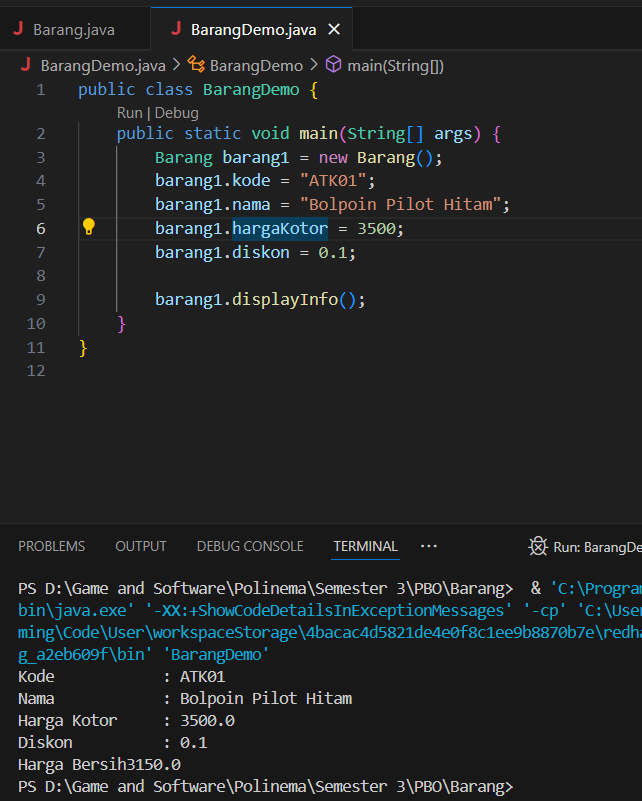 Barang.java
BarangDemo.java
BarangDemo.java > BarangDemo > main(String[])
1 public class BarangDemo {
Run | Debug
2 public static void main(String[] args) {
3 Barang barang1 = new Barang();
4 barang1.kode = "ATK01";
5 barang1.nama = "Bolpoin Pilot Hitam";
6 barang1.hargaKotor = 3500;
7 barang1.diskon = 0.1;
8
9 barang1.displayInfo();
10 }
11 }
12
PROBLEMS OUTPUT DEBUG CONSOLE TERMINAL ··· Run: BarangDe
PS D:\Game and Software\Polinema\Semester 3\PBO\Barang> & 'C:\Program
bin\java.exe' '-XX:+ShowCodeDetailsInExceptionMessages' '-cp' 'C:\User
ming\Code\User\workspaceStorage\4bacac4d5821de4e0f8c1ee9b8870b7e\redha
g_a2eb609f\bin' 'BarangDemo'
Kode : ATK01
Nama : Bolpoin Pilot Hitam
Harga Kotor : 3500.0
Diskon : 0.1
Harga Bersih3150.0
PS D:\Game and Software\Polinema\Semester 3\PBO\Barang>